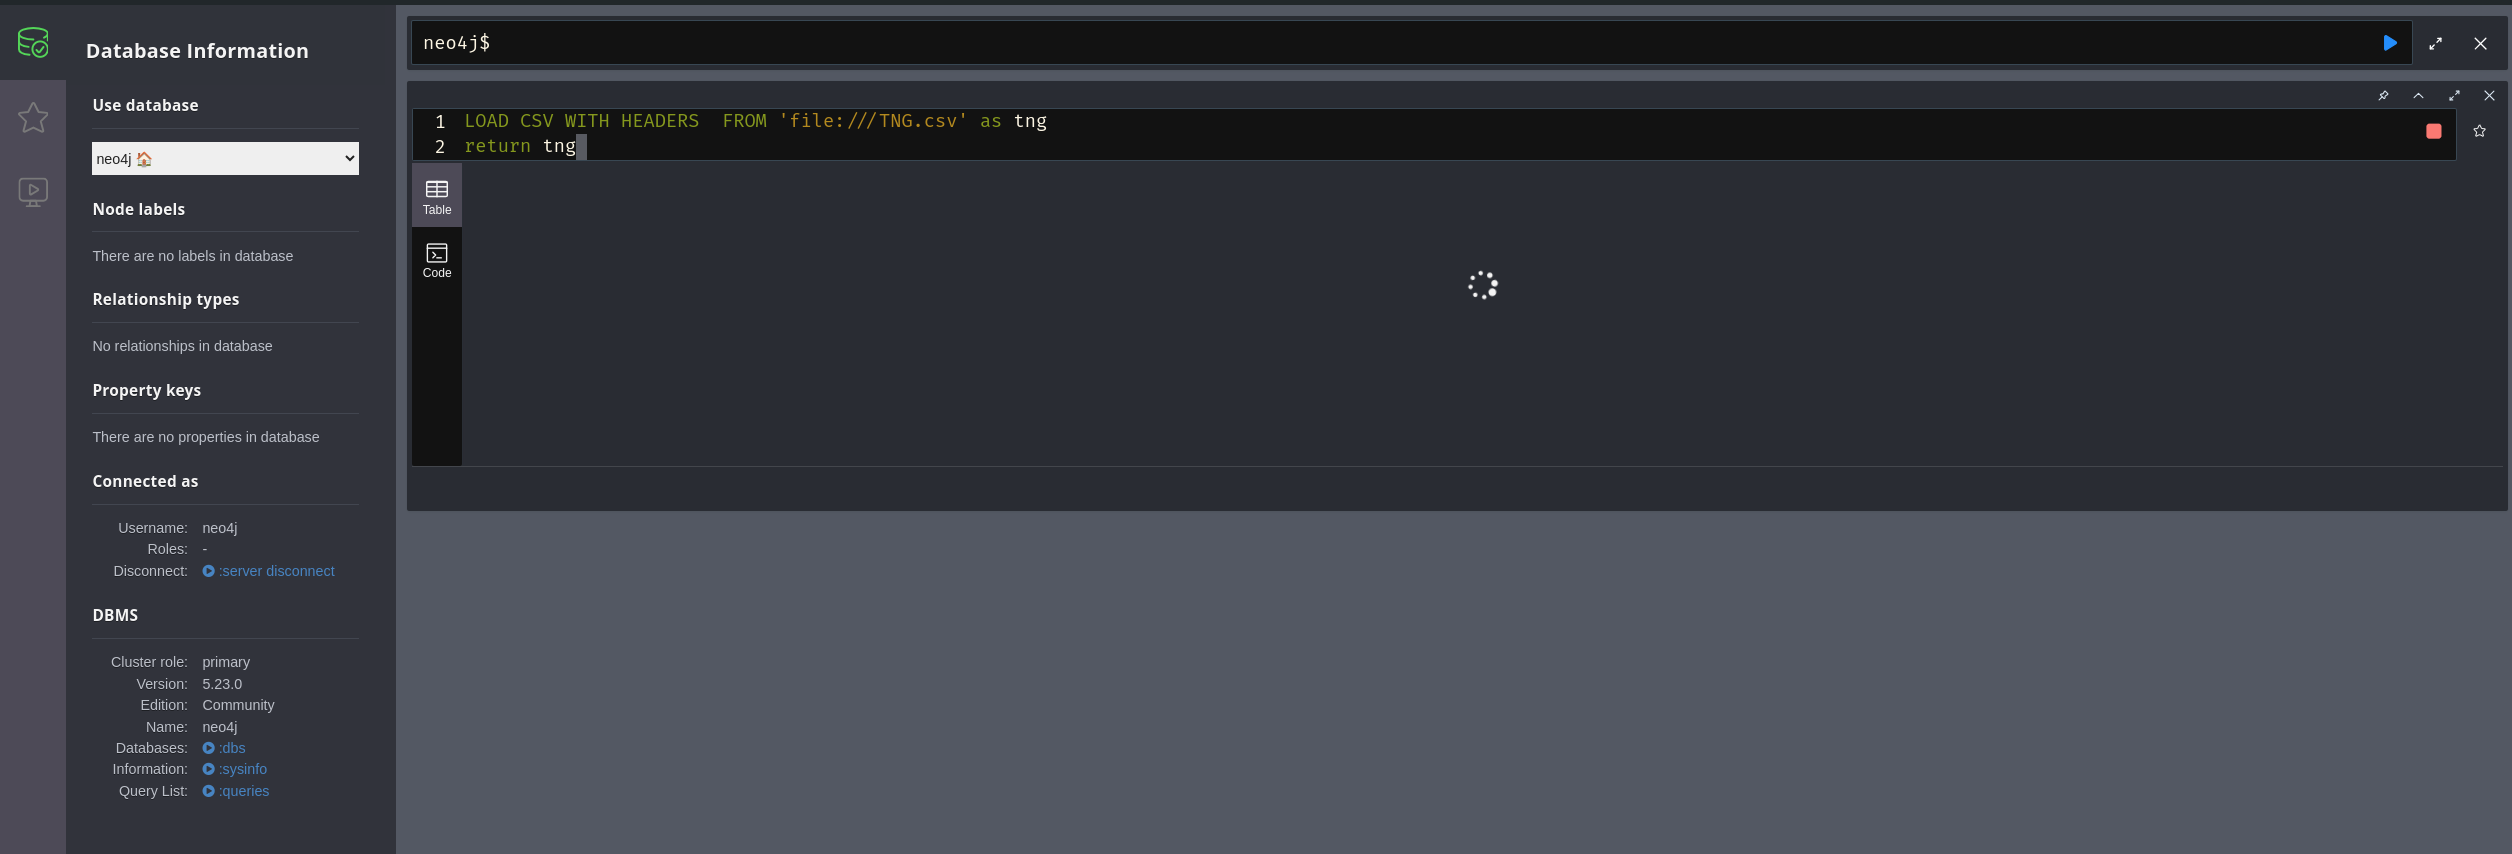 Database Information
Use database
neo4j 🏠
Node labels
There are no labels in database
Relationship types
No relationships in database
Property keys
There are no properties in database
Connected as
Username: neo4j
Roles: -
Disconnect: :server disconnect
DBMS
Cluster role: primary
Version: 5.23.0
Edition: Community
Name: neo4j
Databases: :dbs
Information: :sysinfo
Query List: :queries
neo4j$
1 LOAD CSV WITH HEADERS  FROM 'file:///TNG.csv' as tng
2 return tng
Table
Code